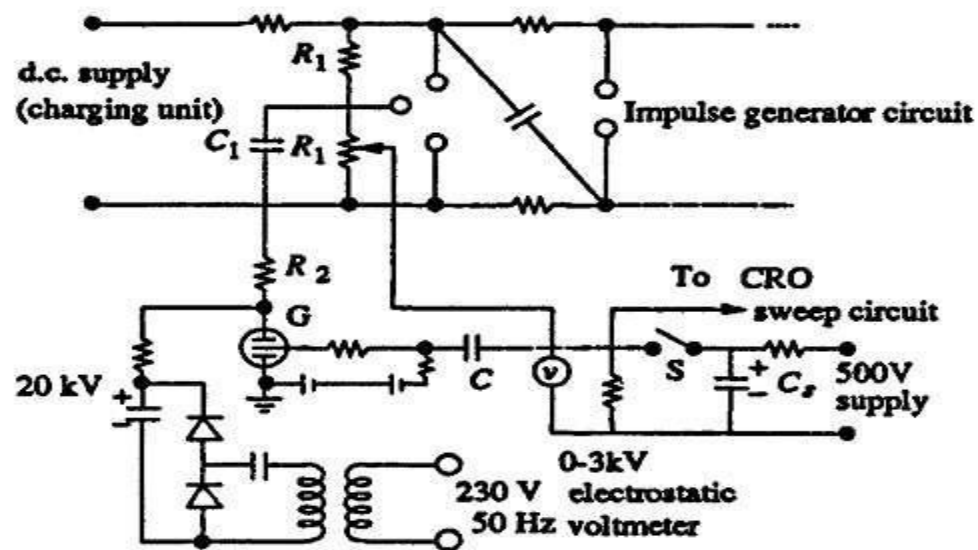 R₁
d.c. supply
(charging unit)
C₁
R₁
Impulse generator circuit
R₂
To CRO
sweep circuit
G
20 kV
+
–
C
v
S
+
–
Cₛ
500V
supply
0-3kV
230 V electrostatic
50 Hz voltmeter